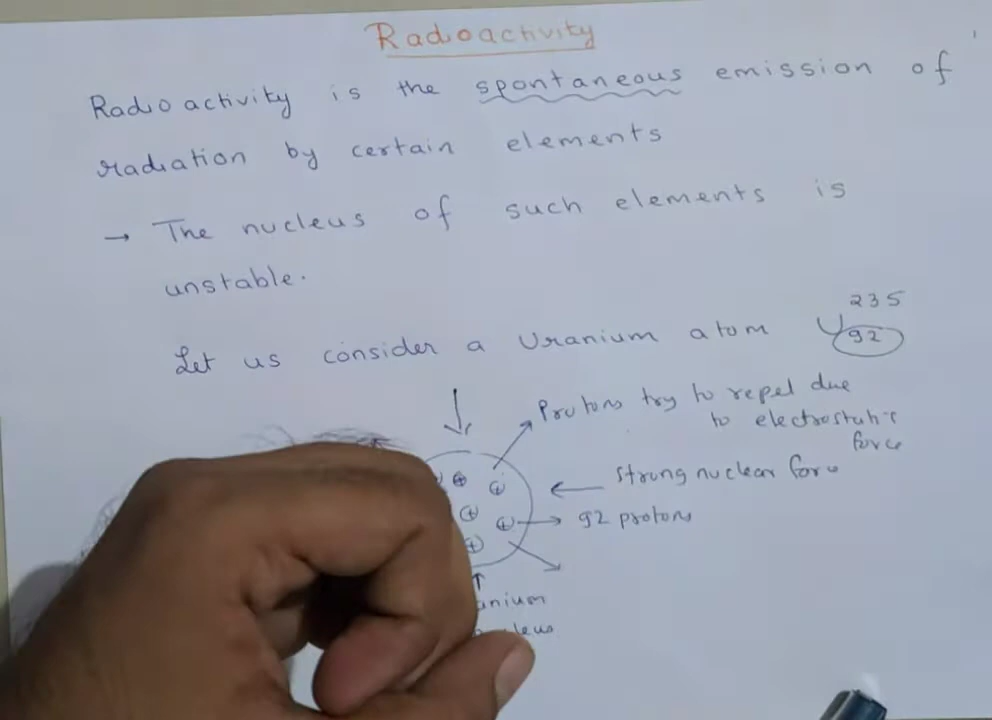 Radioactivity
Radioactivity is the spontaneous emission of
radiation by certain elements
→ The nucleus of such elements is
unstable.
Let us consider a Uranium atom U 235 92
Protons try to repel due
to electrostatic
force
← Strong nuclear force
→ 92 protons
anium
leus